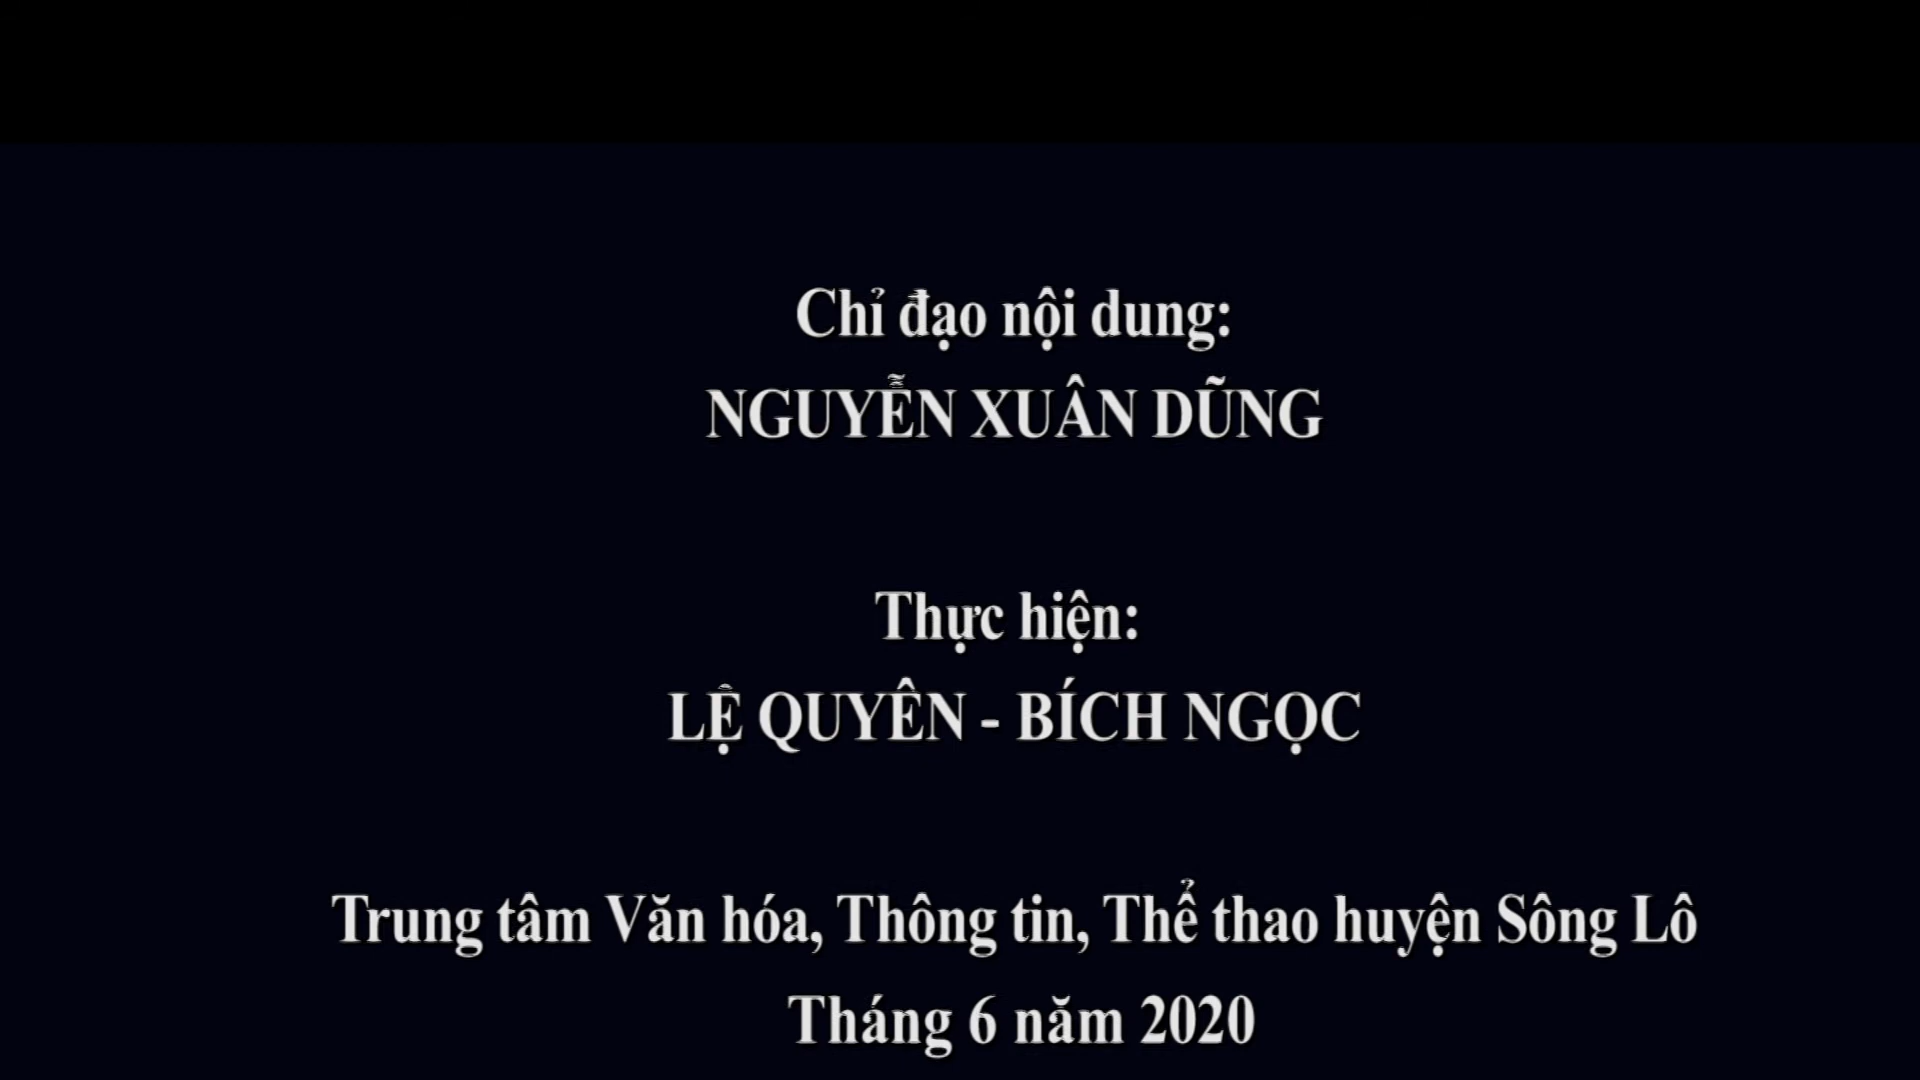 Chỉ đạo nội dung:
NGUYỄN XUÂN DŨNG
Thực hiện:
LỆ QUYÊN - BÍCH NGỌC
Trung tâm Văn hóa, Thông tin, Thể thao huyện Sông Lô
Tháng 6 năm 2020